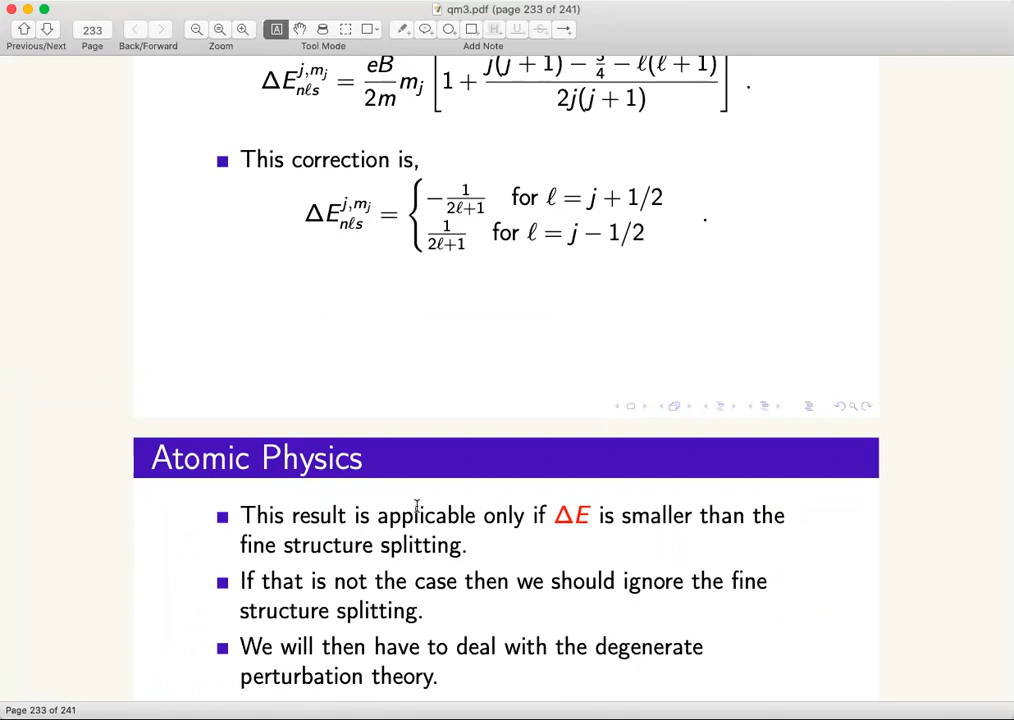 qm3.pdf (page 233 of 241)
233
Previous/Next Page Back/Forward Zoom Tool Mode Add Note
ΔE^{j,m_j}_{nℓs} = eB/2m m_j [1 + (j(j + 1) − 3/4 − ℓ(ℓ + 1))/(2j(j + 1))] .
This correction is,
ΔE^{j,m_j}_{nℓs} = { −1/(2ℓ+1) for ℓ = j + 1/2
1/(2ℓ+1) for ℓ = j − 1/2 .
Atomic Physics
This result is applicable only if ΔE is smaller than the
fine structure splitting.
If that is not the case then we should ignore the fine
structure splitting.
We will then have to deal with the degenerate
perturbation theory.
Page 233 of 241